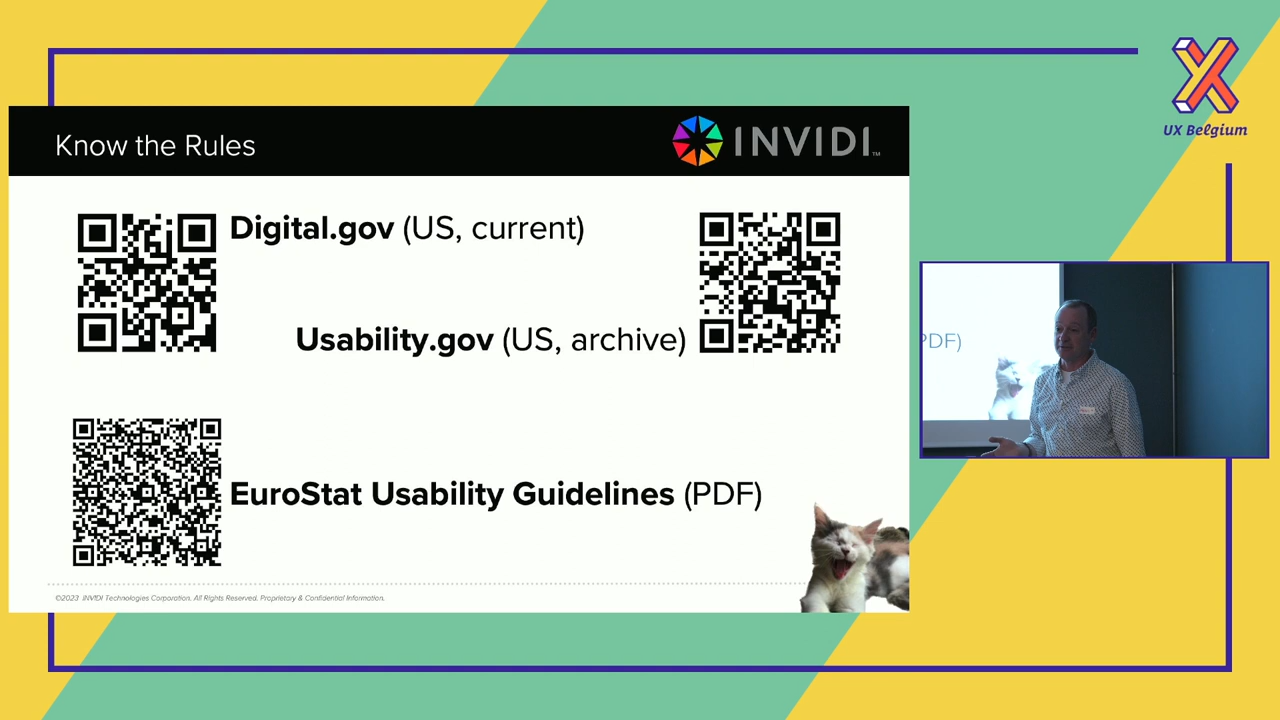 Know the Rules
INVIDI™
Digital.gov (US, current)
Usability.gov (US, archive)
EuroStat Usability Guidelines (PDF)
©2023 INVIDI Technologies Corporation. All Rights Reserved. Proprietary & Confidential Information.
UX Belgium
PDF)